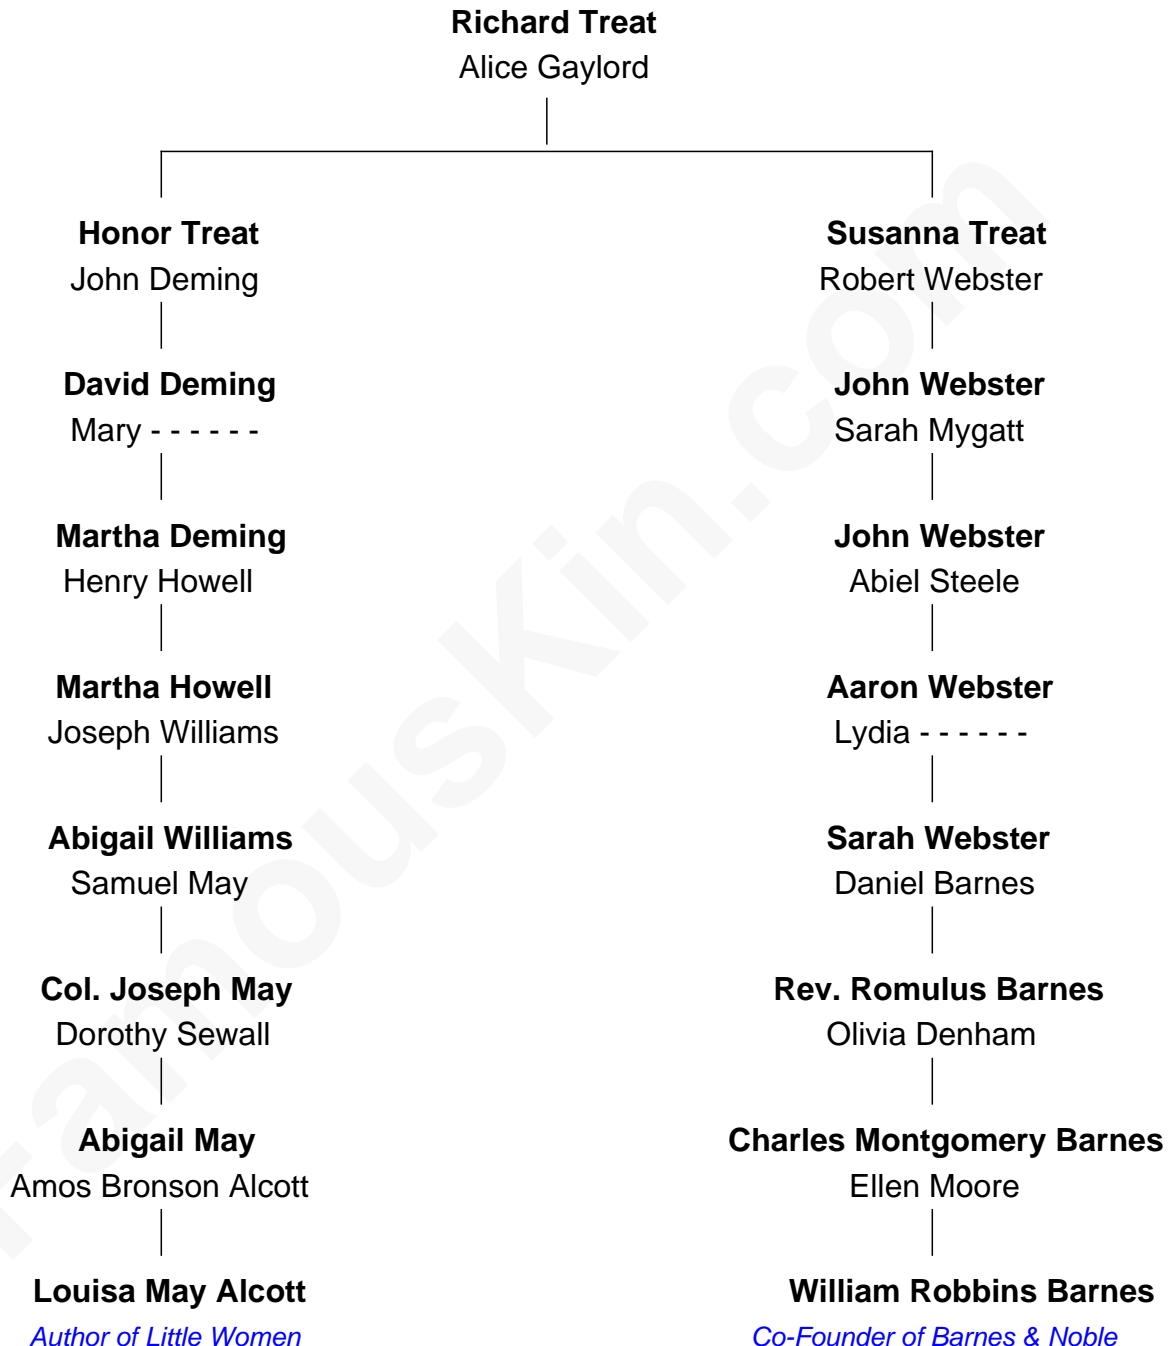 Richard Treat
Alice Gaylord
Honor Treat
John Deming
Susanna Treat
Robert Webster
David Deming
Mary - - - - - -
John Webster
Sarah Mygatt
Martha Deming
Henry Howell
John Webster
Abiel Steele
Martha Howell
Joseph Williams
Aaron Webster
Lydia - - - - - -
Abigail Williams
Samuel May
Sarah Webster
Daniel Barnes
Col. Joseph May
Dorothy Sewall
Rev. Romulus Barnes
Olivia Denham
Abigail May
Amos Bronson Alcott
Charles Montgomery Barnes
Ellen Moore
Louisa May Alcott
Author of Little Women
William Robbins Barnes
Co-Founder of Barnes & Noble
FamousKin.com